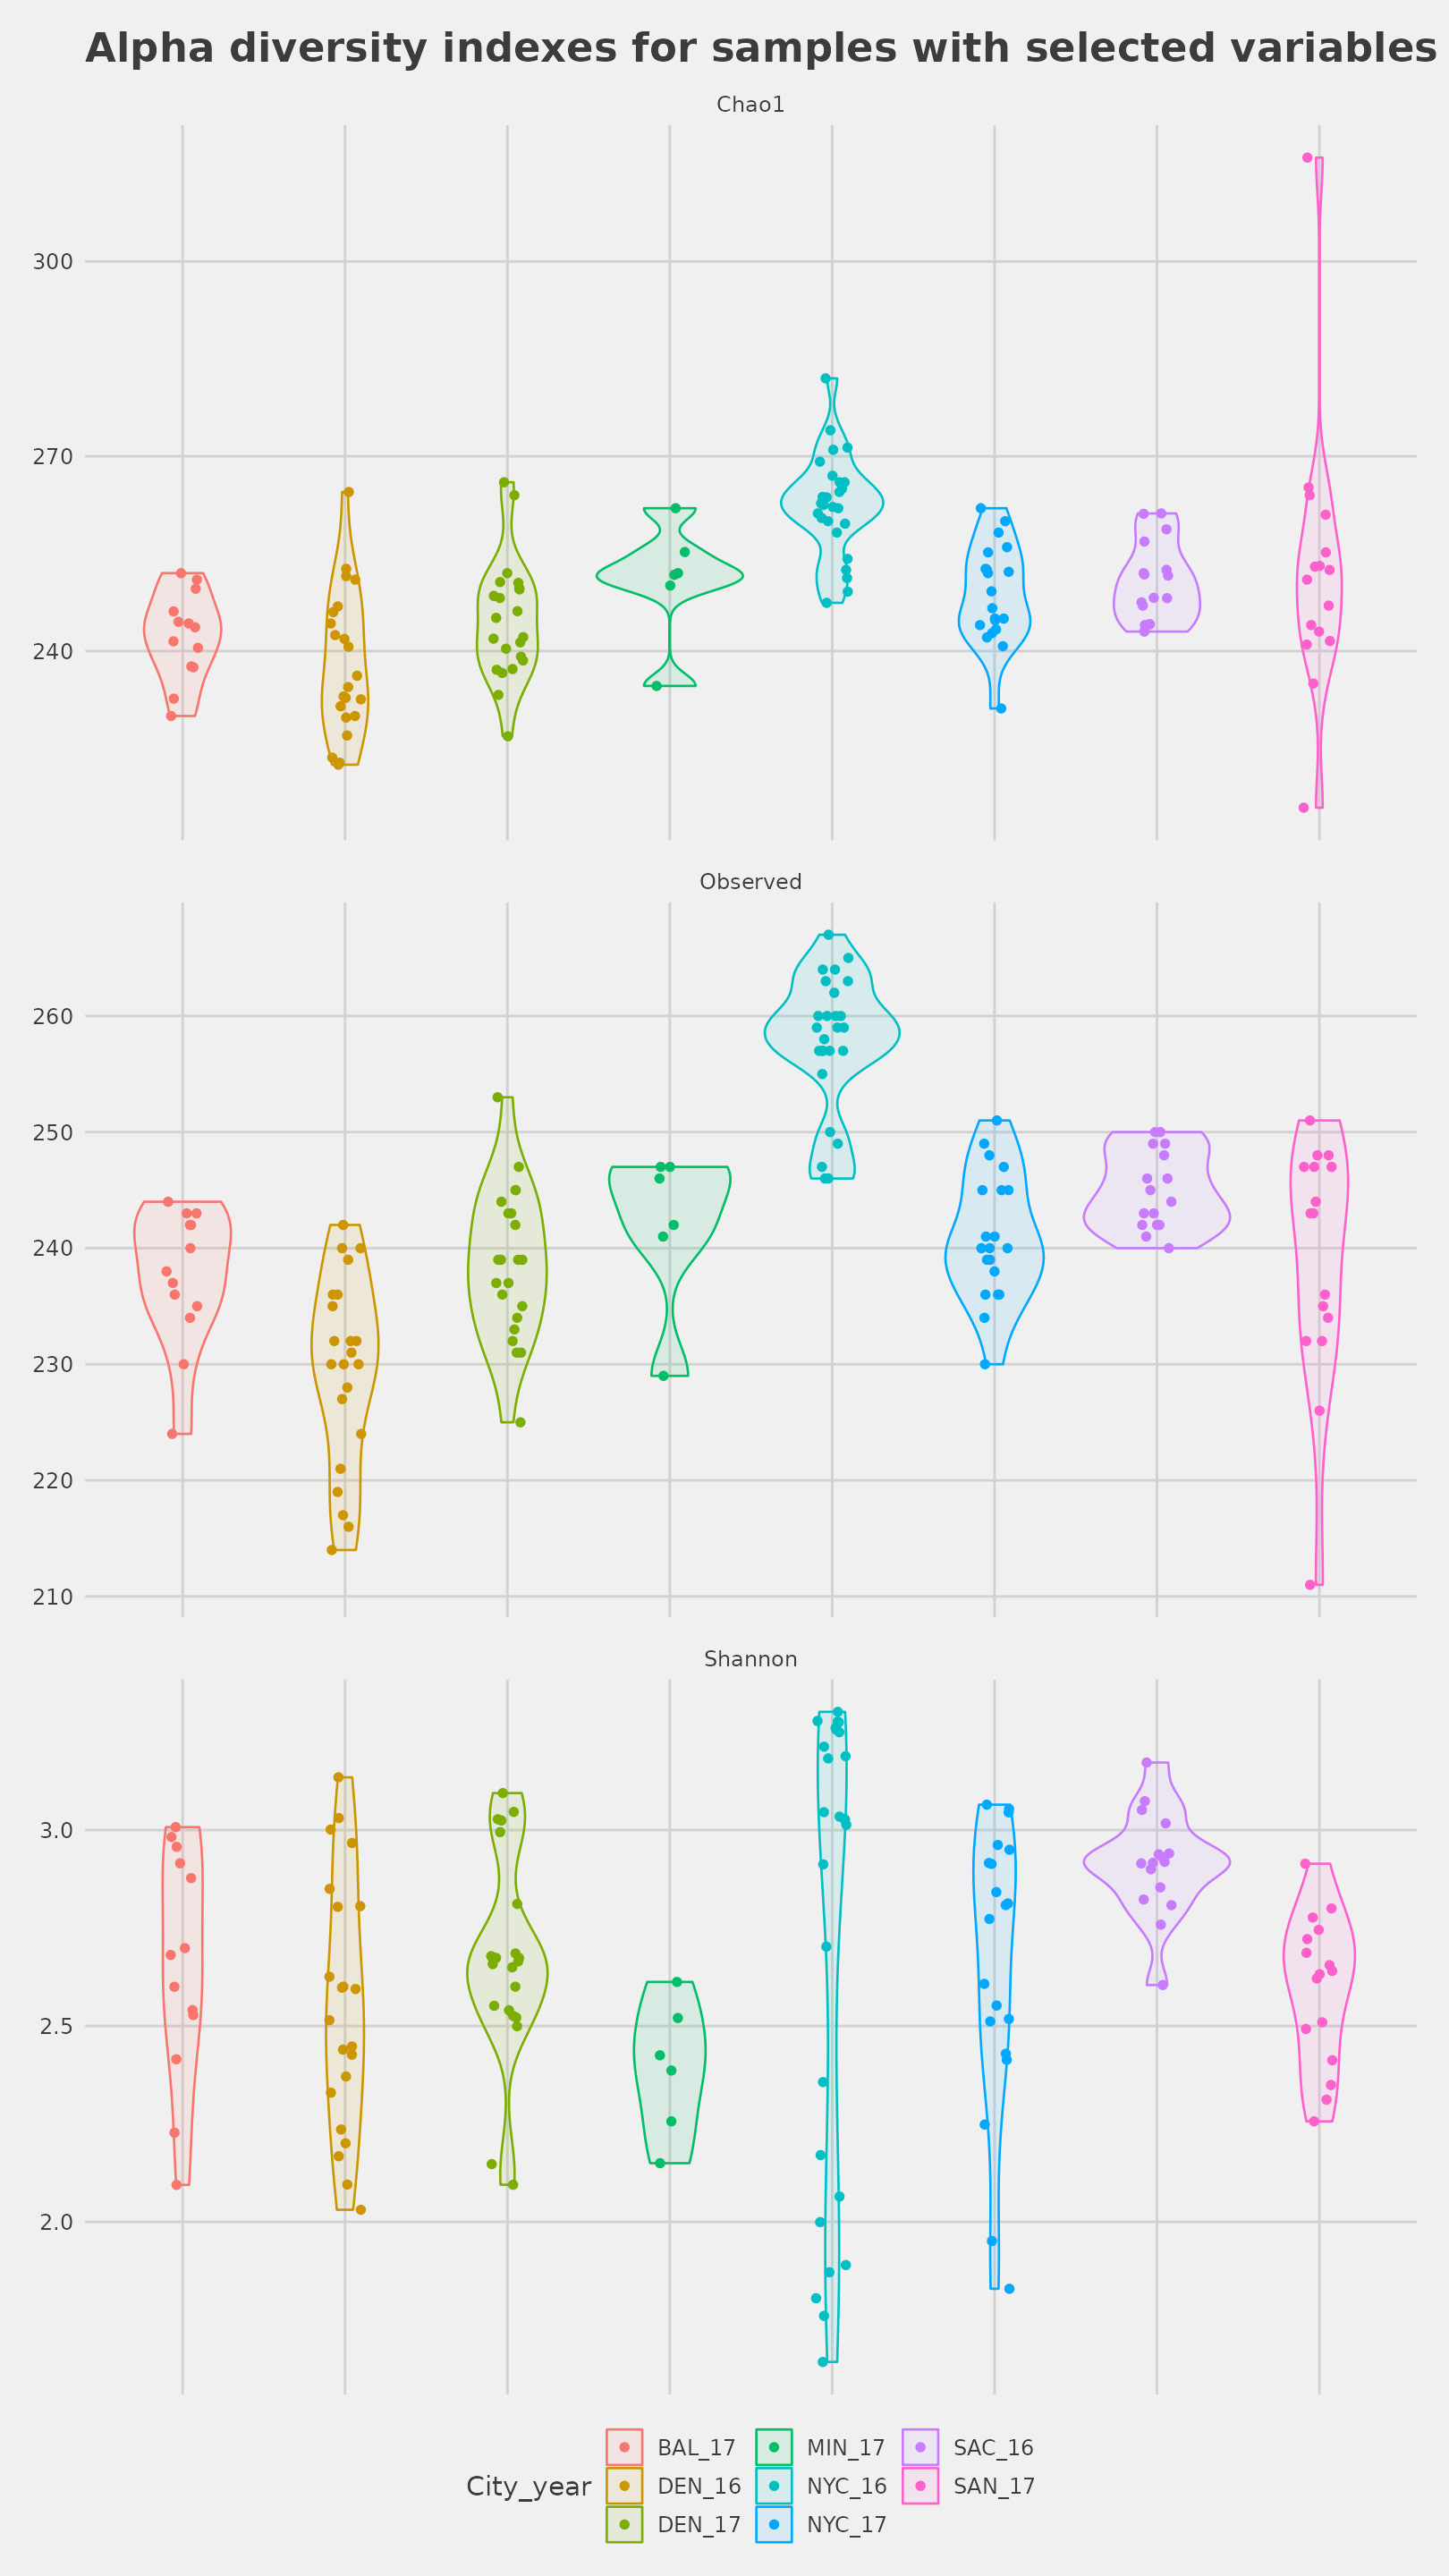 Alpha diversity indexes for samples with selected variables
Chao1
300
270
240
Observed
260
250
240
230
220
210
Shannon
3.0
2.5
2.0
City_year
BAL_17
MIN_17
SAC_16
DEN_16
NYC_16
SAN_17
DEN_17
NYC_17